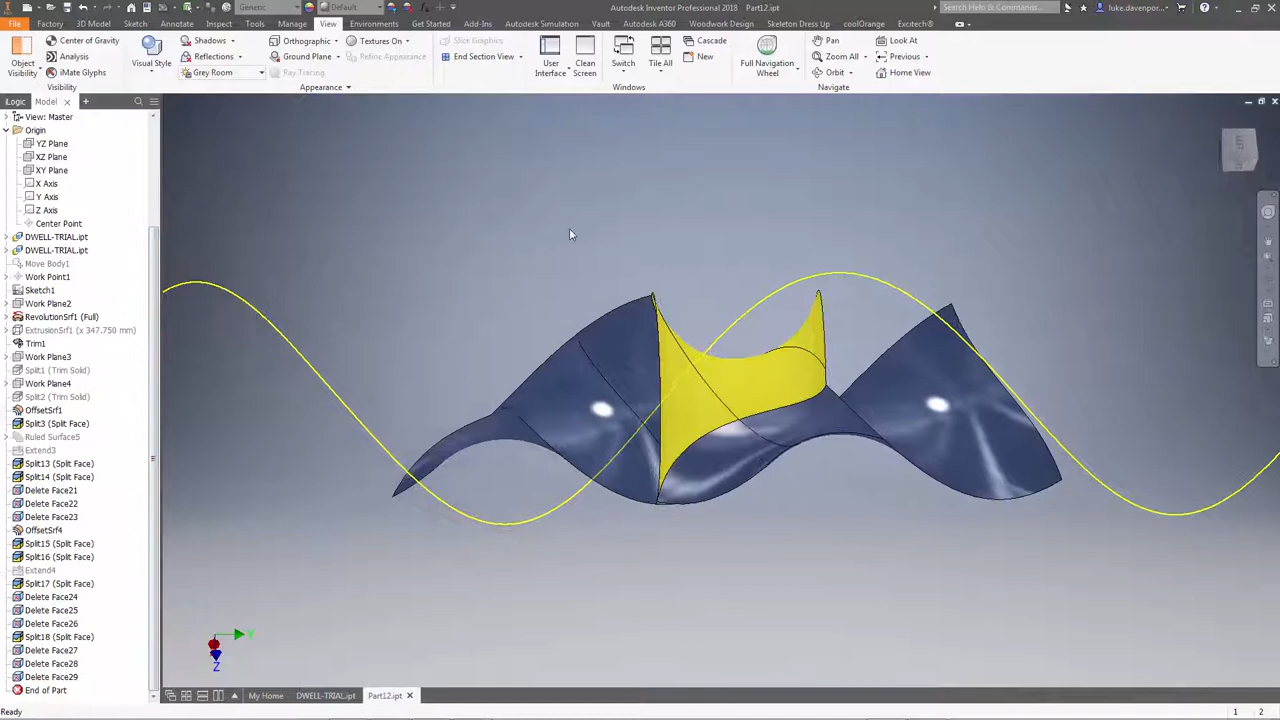 Generic
Default
Autodesk Inventor Professional 2018 Part12.ipt
Search Help & Commands...
luke.davenpor...
File
Factory
3D Model
Sketch
Annotate
Inspect
Tools
Manage
View
Environments
Get Started
Add-Ins
Autodesk Simulation
Vault
Autodesk A360
Woodwork Design
Skeleton Dress Up
coolOrange
Exctech®
Object Visibility
Center of Gravity
Analysis
iMate Glyphs
Visibility
Visual Style
Shadows
Reflections
Grey Room
Orthographic
Ground Plane
Ray Tracing
Textures On
Refine Appearance
Appearance
Slice Graphics
End Section View
User Interface
Clean Screen
Switch
Tile All
Cascade
New
Windows
Full Navigation Wheel
Pan
Zoom All
Orbit
Look At
Previous
Home View
Navigate
iLogic
Model
View: Master
Origin
YZ Plane
XZ Plane
XY Plane
X Axis
Y Axis
Z Axis
Center Point
DWELL-TRIAL.ipt
DWELL-TRIAL.ipt
Move Body1
Work Point1
Sketch1
Work Plane2
RevolutionSrf1 (Full)
ExtrusionSrf1 (x 347.750 mm)
Trim1
Work Plane3
Split1 (Trim Solid)
Work Plane4
Split2 (Trim Solid)
OffsetSrf1
Split3 (Split Face)
Ruled Surface5
Extend3
Split13 (Split Face)
Split14 (Split Face)
Delete Face21
Delete Face22
Delete Face23
OffsetSrf4
Split15 (Split Face)
Split16 (Split Face)
Extend4
Split17 (Split Face)
Delete Face24
Delete Face25
Delete Face26
Split18 (Split Face)
Delete Face27
Delete Face28
Delete Face29
End of Part
Y
Z
My Home
DWELL-TRIAL.ipt
Part12.ipt
Ready
1
2